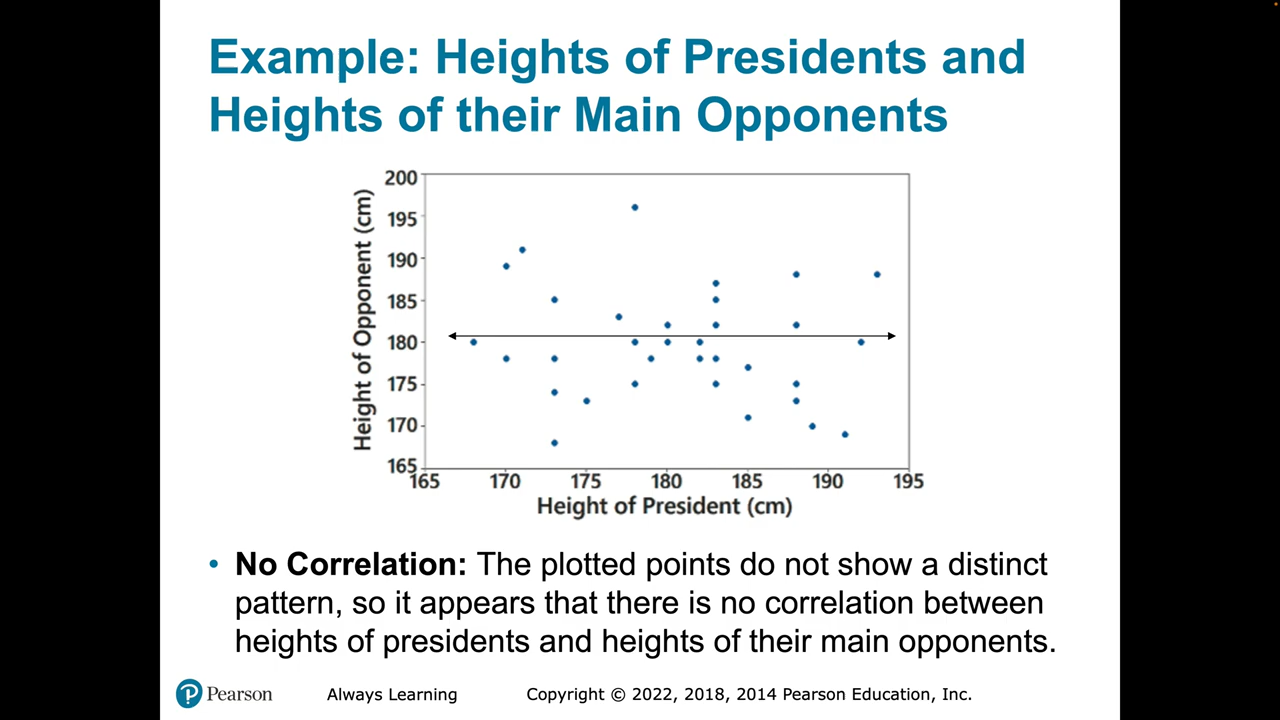 Example: Heights of Presidents and
Heights of their Main Opponents
Height of Opponent (cm)
200
195
190
185
180
175
170
165
165 170 175 180 185 190 195
Height of President (cm)
• No Correlation: The plotted points do not show a distinct
pattern, so it appears that there is no correlation between
heights of presidents and heights of their main opponents.
P Pearson Always Learning Copyright © 2022, 2018, 2014 Pearson Education, Inc.